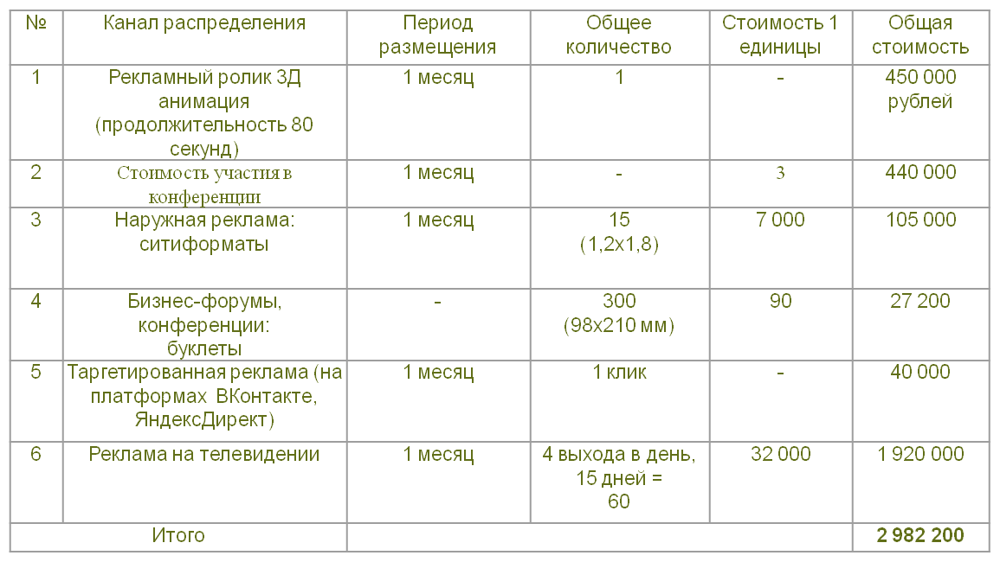 №
Канал распределения
Период
размещения
Общее
количество
Стоимость 1
единицы
Общая
стоимость
1
Рекламный ролик 3Д
анимация
(продолжительность 80
секунд)
1 месяц
1
-
450 000
рублей
2
Стоимость участия в
конференции
1 месяц
-
3
440 000
3
Наружная реклама:
ситиформаты
1 месяц
15
(1,2х1,8)
7 000
105 000
4
Бизнес-форумы,
конференции:
буклеты
-
300
(98х210 мм)
90
27 200
5
Таргетированная реклама (на
платформах ВКонтакте,
ЯндексДирект)
1 месяц
1 клик
-
40 000
6
Реклама на телевидении
1 месяц
4 выхода в день,
15 дней =
60
32 000
1 920 000
Итого
2 982 200